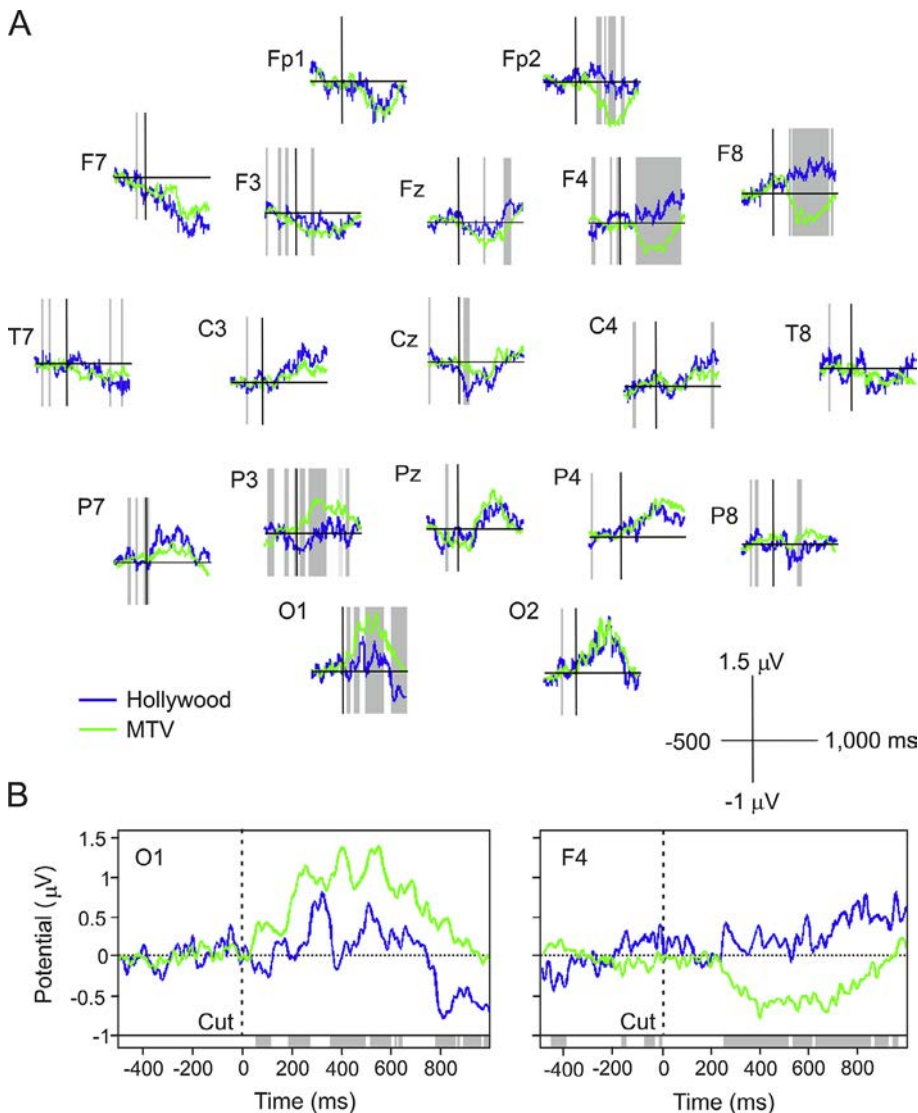 A
Fp1 Fp2
F7 F3 Fz F4 F8
T7 C3 Cz C4 T8
P7 P3 Pz P4 P8
O1 O2
Hollywood
MTV
1.5 µV
-500 1,000 ms
-1 µV
B
O1
Potential (µV)
1.5
1
0.5
0
-0.5
-1
Cut
-400 -200 0 200 400 600 800
Time (ms)
F4
Cut
-400 -200 0 200 400 600 800
Time (ms)